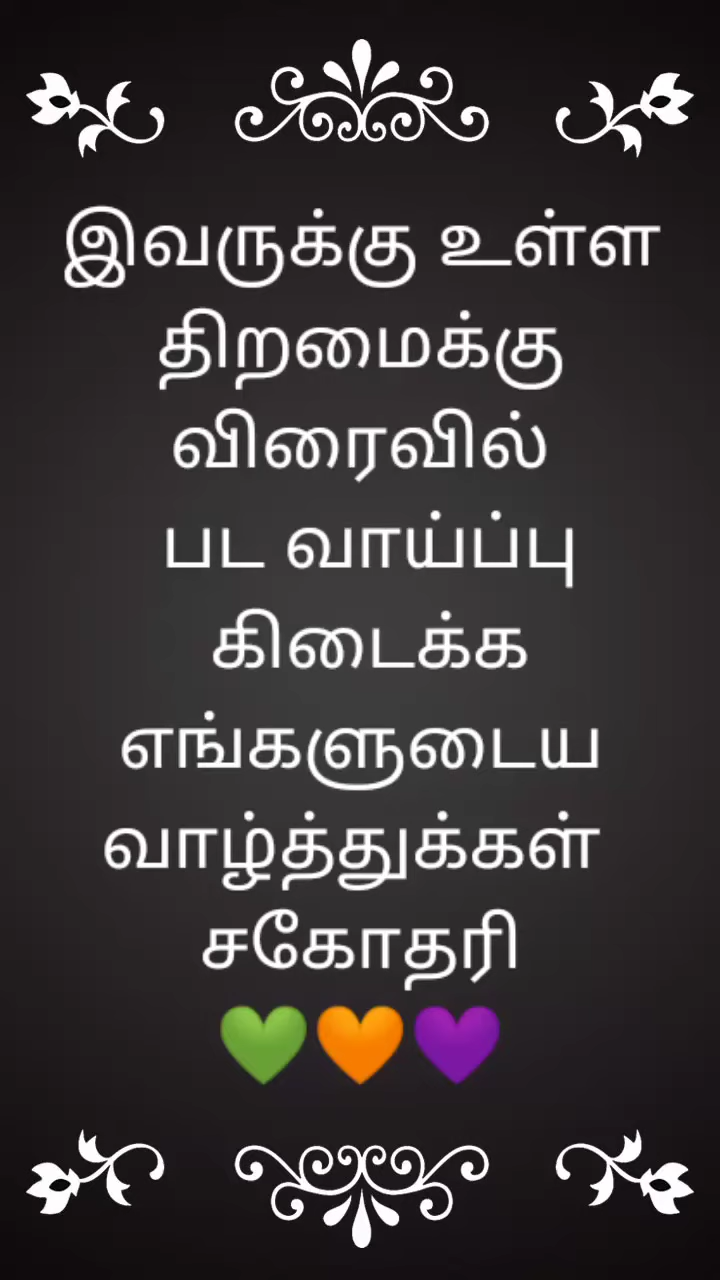 இவருக்கு உள்ள
திறமைக்கு
விரைவில்
பட வாய்ப்பு
கிடைக்க
எங்களுடைய
வாழ்த்துக்கள்
சகோதரி
💚🧡💜